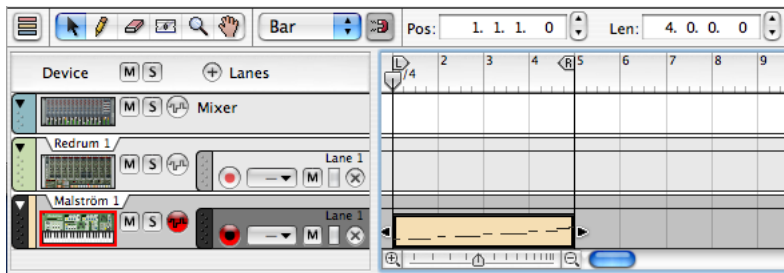 Bar Pos: 1. 1. 1. 0 Len: 4. 0. 0. 0
Device M S + Lanes L /4 2 3 4 R 5 6 7 8 9
M S Mixer
Redrum 1
M S Lane 1
M
Malström 1
M S Lane 1
M